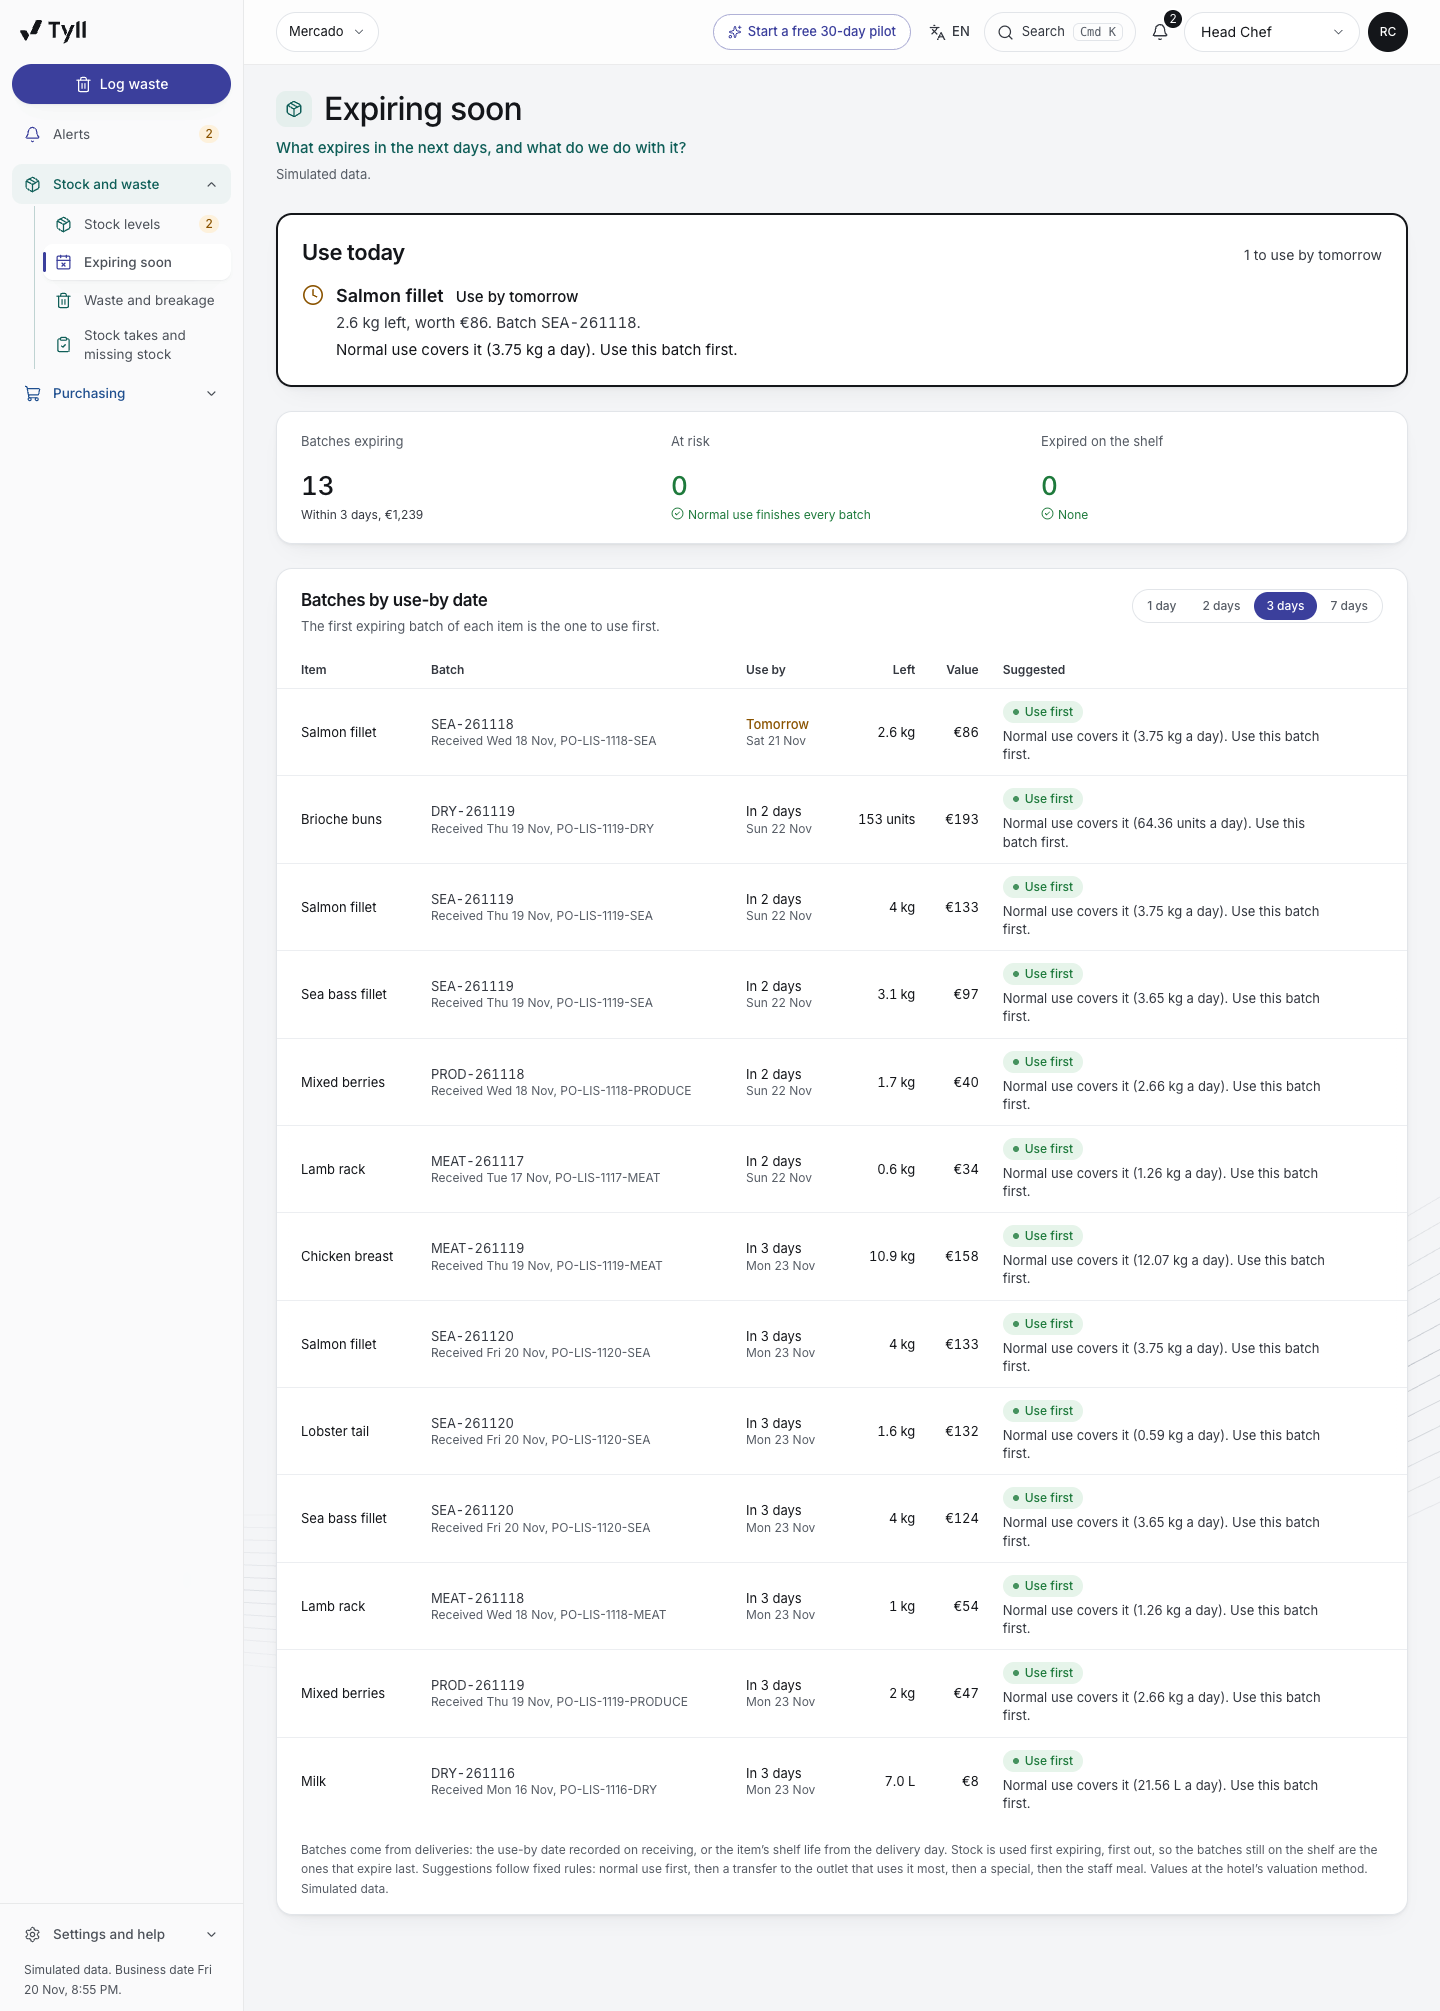 Tyll
Log waste
Alerts
2
Stock and waste
Stock levels
2
Expiring soon
Waste and breakage
Stock takes and
missing stock
Purchasing
Settings and help
Simulated data. Business date Fri
20 Nov, 8:55 PM.
Mercado
Start a free 30-day pilot
EN
Search
Cmd K
2
Head Chef
RC
Expiring soon
What expires in the next days, and what do we do with it?
Simulated data.
Use today
1 to use by tomorrow
Salmon fillet Use by tomorrow
2.6 kg left, worth €86. Batch SEA-261118.
Normal use covers it (3.75 kg a day). Use this batch first.
Batches expiring
13
Within 3 days, €1,239
At risk
0
Normal use finishes every batch
Expired on the shelf
0
None
Batches by use-by date
The first expiring batch of each item is the one to use first.
1 day 2 days 3 days 7 days
Item Batch Use by Left Value Suggested
Salmon fillet
SEA-261118
Received Wed 18 Nov, PO-LIS-1118-SEA
Tomorrow
Sat 21 Nov
2.6 kg
€86
Use first
Normal use covers it (3.75 kg a day). Use this batch
first.
Brioche buns
DRY-261119
Received Thu 19 Nov, PO-LIS-1119-DRY
In 2 days
Sun 22 Nov
153 units
€193
Use first
Normal use covers it (64.36 units a day). Use this
batch first.
Salmon fillet
SEA-261119
Received Thu 19 Nov, PO-LIS-1119-SEA
In 2 days
Sun 22 Nov
4 kg
€133
Use first
Normal use covers it (3.75 kg a day). Use this batch
first.
Sea bass fillet
SEA-261119
Received Thu 19 Nov, PO-LIS-1119-SEA
In 2 days
Sun 22 Nov
3.1 kg
€97
Use first
Normal use covers it (3.65 kg a day). Use this batch
first.
Mixed berries
PROD-261118
Received Wed 18 Nov, PO-LIS-1118-PRODUCE
In 2 days
Sun 22 Nov
1.7 kg
€40
Use first
Normal use covers it (2.66 kg a day). Use this batch
first.
Lamb rack
MEAT-261117
Received Tue 17 Nov, PO-LIS-1117-MEAT
In 2 days
Sun 22 Nov
0.6 kg
€34
Use first
Normal use covers it (1.26 kg a day). Use this batch
first.
Chicken breast
MEAT-261119
Received Thu 19 Nov, PO-LIS-1119-MEAT
In 3 days
Mon 23 Nov
10.9 kg
€158
Use first
Normal use covers it (12.07 kg a day). Use this batch
first.
Salmon fillet
SEA-261120
Received Fri 20 Nov, PO-LIS-1120-SEA
In 3 days
Mon 23 Nov
4 kg
€133
Use first
Normal use covers it (3.75 kg a day). Use this batch
first.
Lobster tail
SEA-261120
Received Fri 20 Nov, PO-LIS-1120-SEA
In 3 days
Mon 23 Nov
1.6 kg
€132
Use first
Normal use covers it (0.59 kg a day). Use this batch
first.
Sea bass fillet
SEA-261120
Received Fri 20 Nov, PO-LIS-1120-SEA
In 3 days
Mon 23 Nov
4 kg
€124
Use first
Normal use covers it (3.65 kg a day). Use this batch
first.
Lamb rack
MEAT-261118
Received Wed 18 Nov, PO-LIS-1118-MEAT
In 3 days
Mon 23 Nov
1 kg
€54
Use first
Normal use covers it (1.26 kg a day). Use this batch
first.
Mixed berries
PROD-261119
Received Thu 19 Nov, PO-LIS-1119-PRODUCE
In 3 days
Mon 23 Nov
2 kg
€47
Use first
Normal use covers it (2.66 kg a day). Use this batch
first.
Milk
DRY-261116
Received Mon 16 Nov, PO-LIS-1116-DRY
In 3 days
Mon 23 Nov
7.0 L
€8
Use first
Normal use covers it (21.56 L a day). Use this batch
first.
Batches come from deliveries: the use-by date recorded on receiving, or the item's shelf life from the delivery day. Stock is used first expiring, first out, so the batches still on the shelf are the
ones that expire last. Suggestions follow fixed rules: normal use first, then a transfer to the outlet that uses it most, then a special, then the staff meal. Values at the hotel's valuation method.
Simulated data.